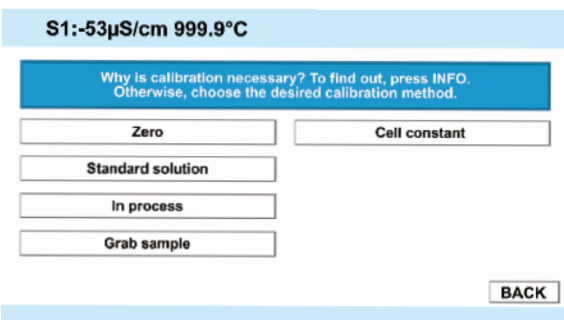 S1:-53µS/cm 999.9°C
Why is calibration necessary? To find out, press INFO.
Otherwise, choose the desired calibration method.
Zero
Cell constant
Standard solution
In process
Grab sample
BACK